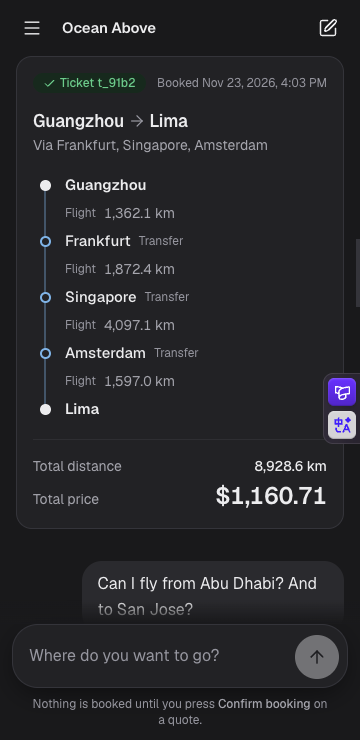 Ocean Above
Ticket t_91b2 Booked Nov 23, 2026, 4:03 PM
Guangzhou → Lima
Via Frankfurt, Singapore, Amsterdam
Guangzhou
Flight 1,362.1 km
Frankfurt Transfer
Flight 1,872.4 km
Singapore Transfer
Flight 4,097.1 km
Amsterdam Transfer
Flight 1,597.0 km
Lima
Total distance 8,928.6 km
Total price $1,160.71
Can I fly from Abu Dhabi? And
to San Jose?
Where do you want to go?
Nothing is booked until you press Confirm booking on
a quote.